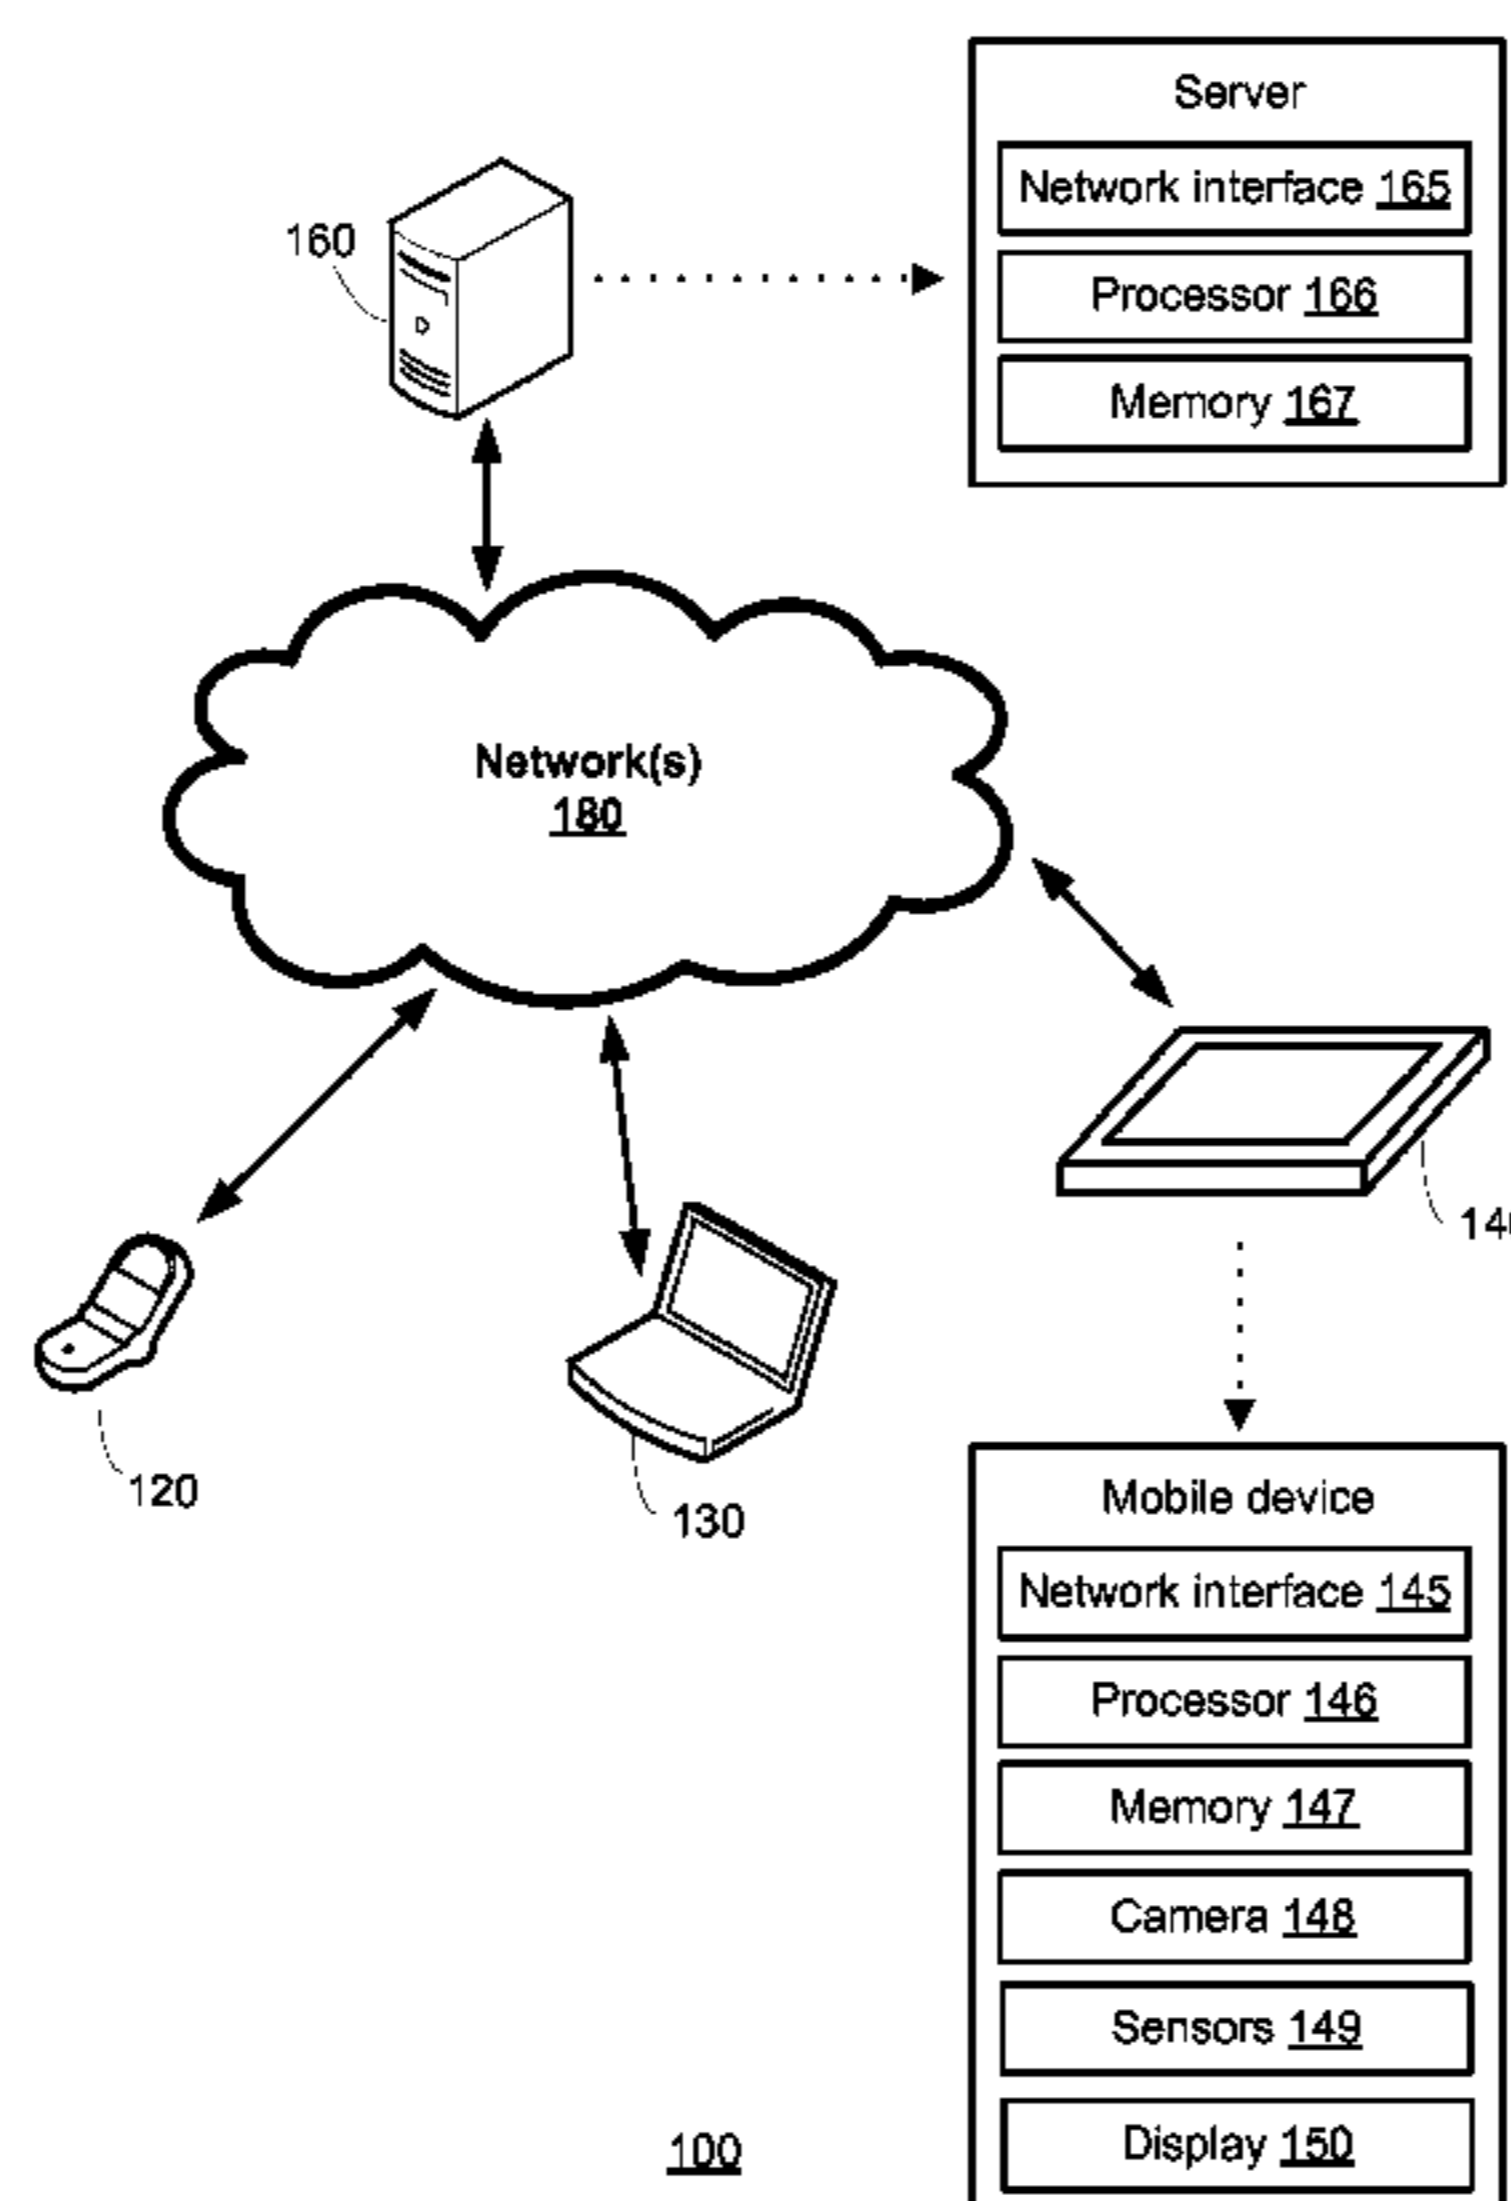 Server
Network interface 165
160
Processor 166
Memory 167
Network(s)
180
120
130
Mobile device
Network interface 145
Processor 146
Memory 147
Camera 148
Sensors 149
Display 150
100